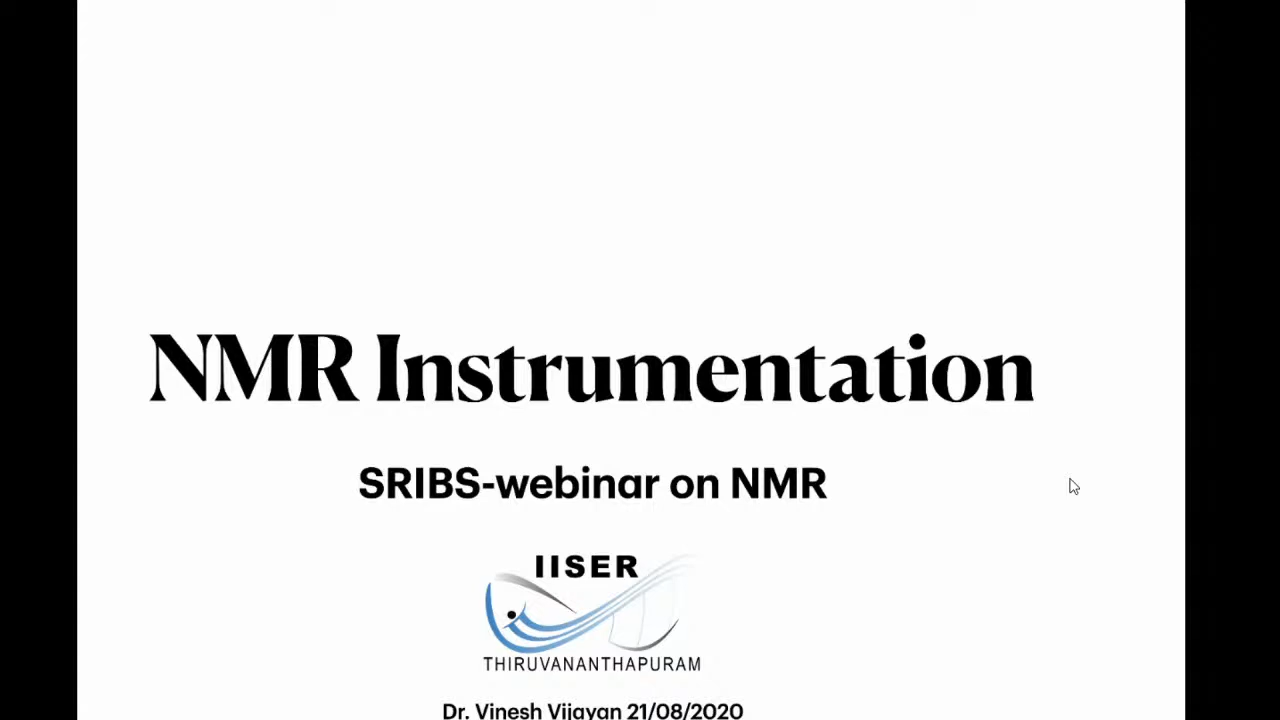 NMR Instrumentation
SRIBS-webinar on NMR
IISER
THIRUVANANTHAPURAM
Dr. Vinesh Vijayan 21/08/2020